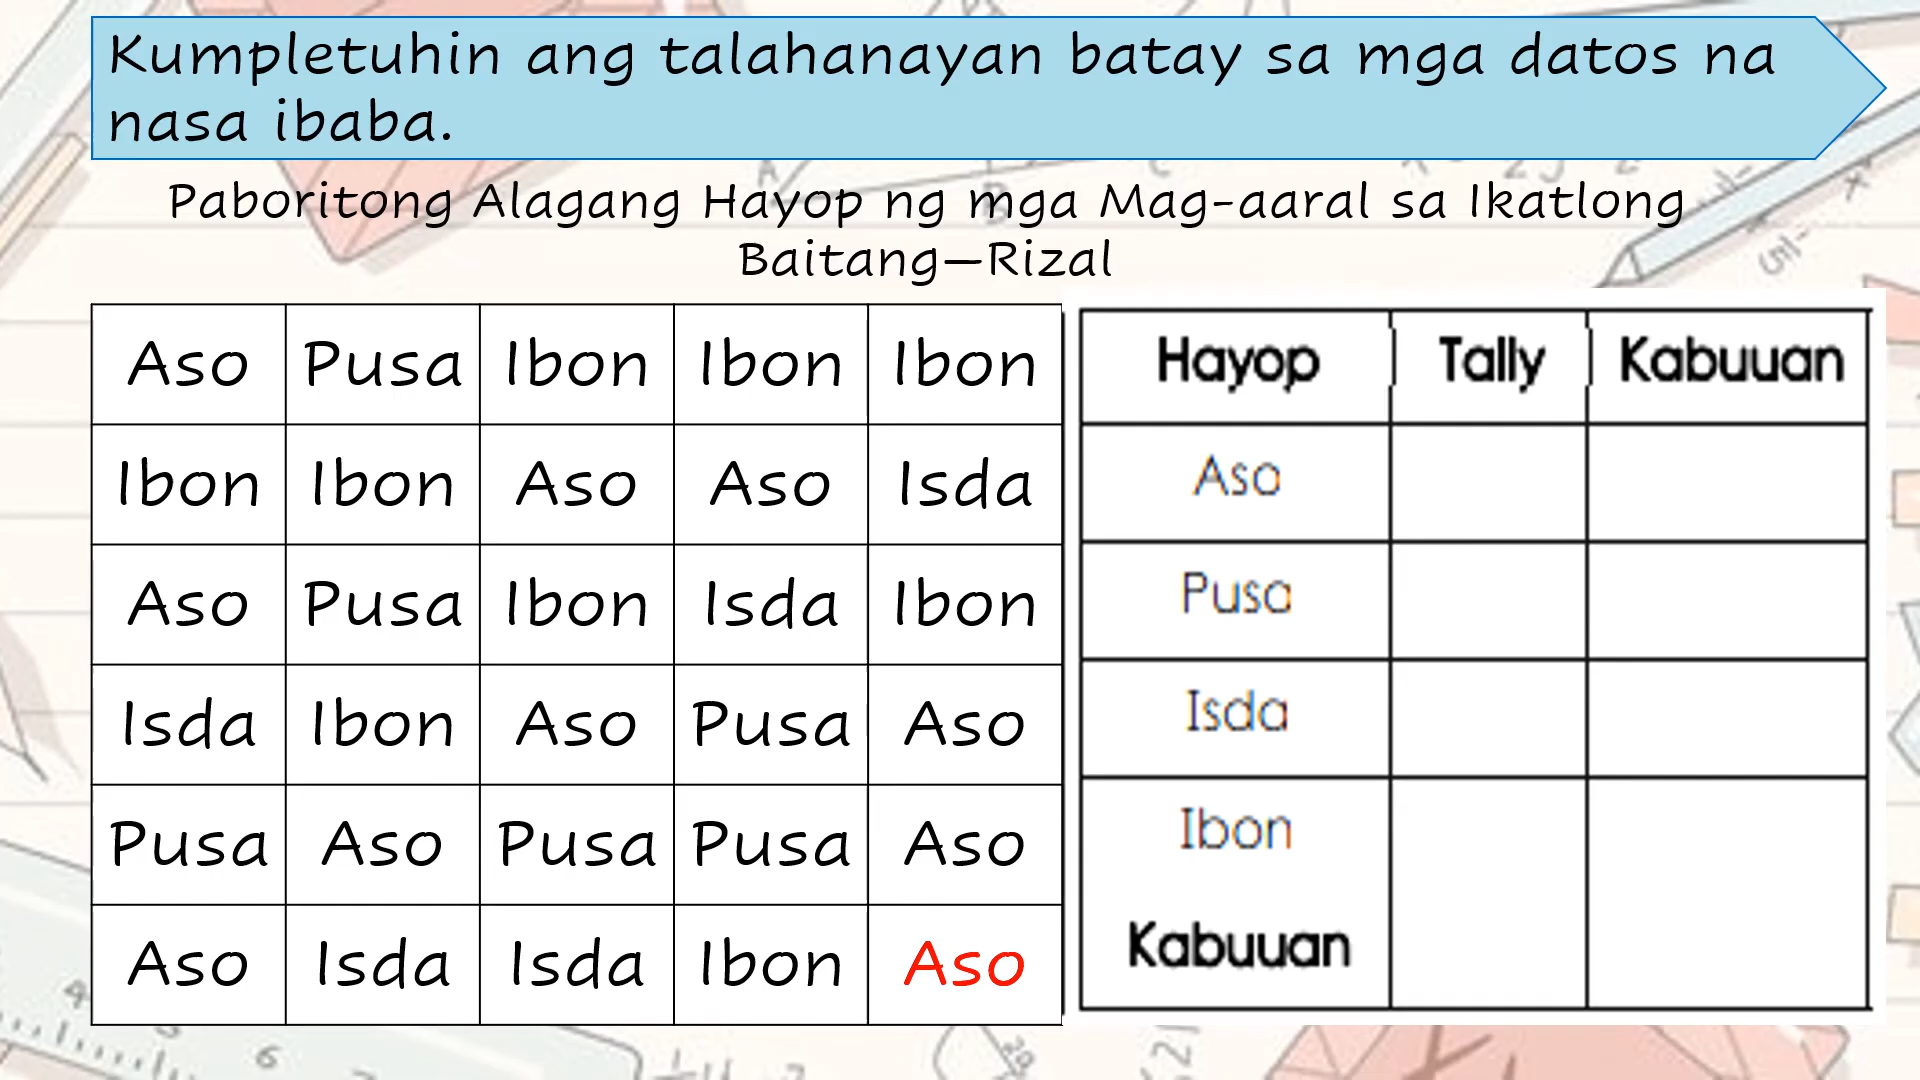 Kumpletuhin ang talahanayan batay sa mga datos na
nasa ibaba.
Paboritong Alagang Hayop ng mga Mag-aaral sa Ikatlong
Baitang—Rizal
Aso Pusa Ibon Ibon Ibon
Ibon Ibon Aso Aso Isda
Aso Pusa Ibon Isda Ibon
Isda Ibon Aso Pusa Aso
Pusa Aso Pusa Pusa Aso
Aso Isda Isda Ibon Aso
Hayop Tally Kabuuan
Aso
Pusa
Isda
Ibon
Kabuuan